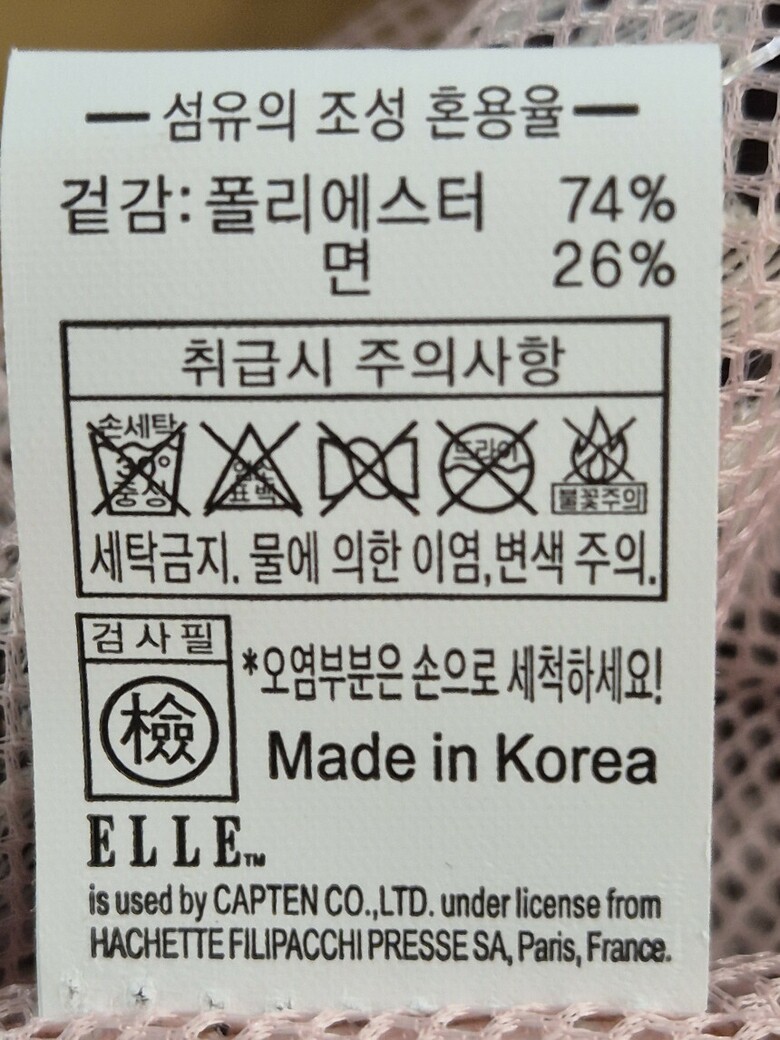 섬유의 조성 혼용율
겉감: 폴리에스터 74%
면 26%
취급시 주의사항
손세탁 30° 중성
염소 표백
드라이
불꽃주의
세탁금지. 물에 의한 이염,변색 주의.
검사필
檢
*오염부분은 손으로 세척하세요!
Made in Korea
ELLE™
is used by CAPTEN CO.,LTD. under license from
HACHETTE FILIPACCHI PRESSE SA, Paris, France.